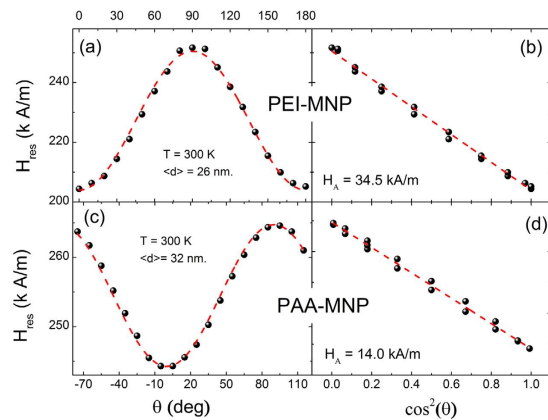 0 30 60 90 120 150 180
(a)
(b)
240
220
200
H_res (k A/m)
T = 300 K
<d> = 26 nm.
PEI-MNP
H_A = 34.5 kA/m
(c)
(d)
260
250
240
H_res (k A/m)
T = 300 K
<d>= 32 nm.
PAA-MNP
H_A = 14.0 kA/m
-70 -40 -10 20 50 80 110
0.0 0.2 0.4 0.6 0.8 1.0
θ (deg)
cos²(θ)